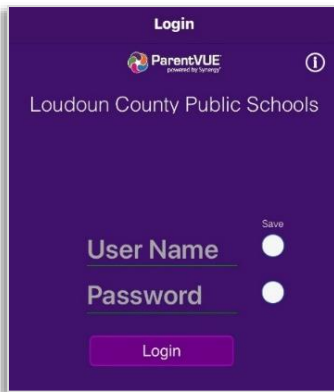 Login
ParentVUE
powered by Synergy
Loudoun County Public Schools
Save
User Name
Password
Login